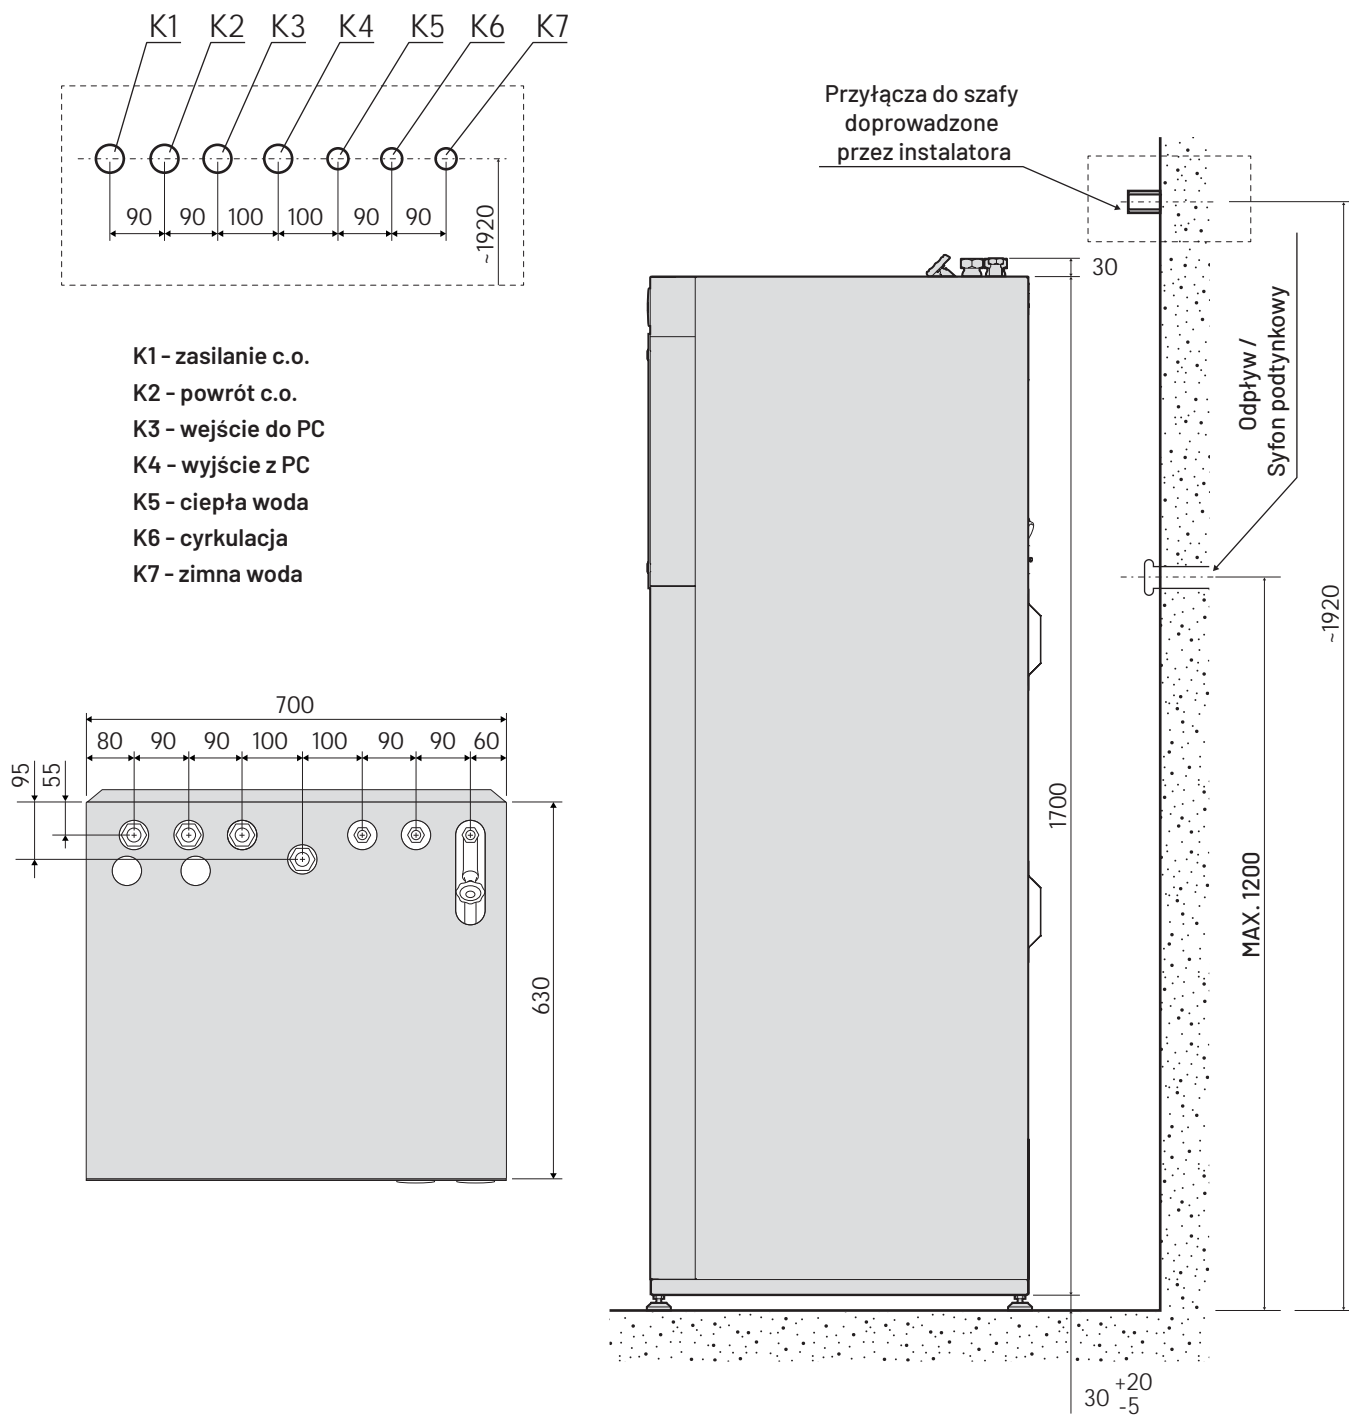 K1 K2 K3 K4 K5 K6 K7
90 90 100 100 90 90
~1920
K1 - zasilanie c.o.
K2 - powrót c.o.
K3 - wejście do PC
K4 - wyjście z PC
K5 - ciepła woda
K6 - cyrkulacja
K7 - zimna woda
700
80 90 90 100 100 90 90 60
95
55
630
Przyłącza do szafy
doprowadzone
przez instalatora
30
Odpływ /
Syfon podtynkowy
~1920
1700
MAX. 1200
30 +20
-5